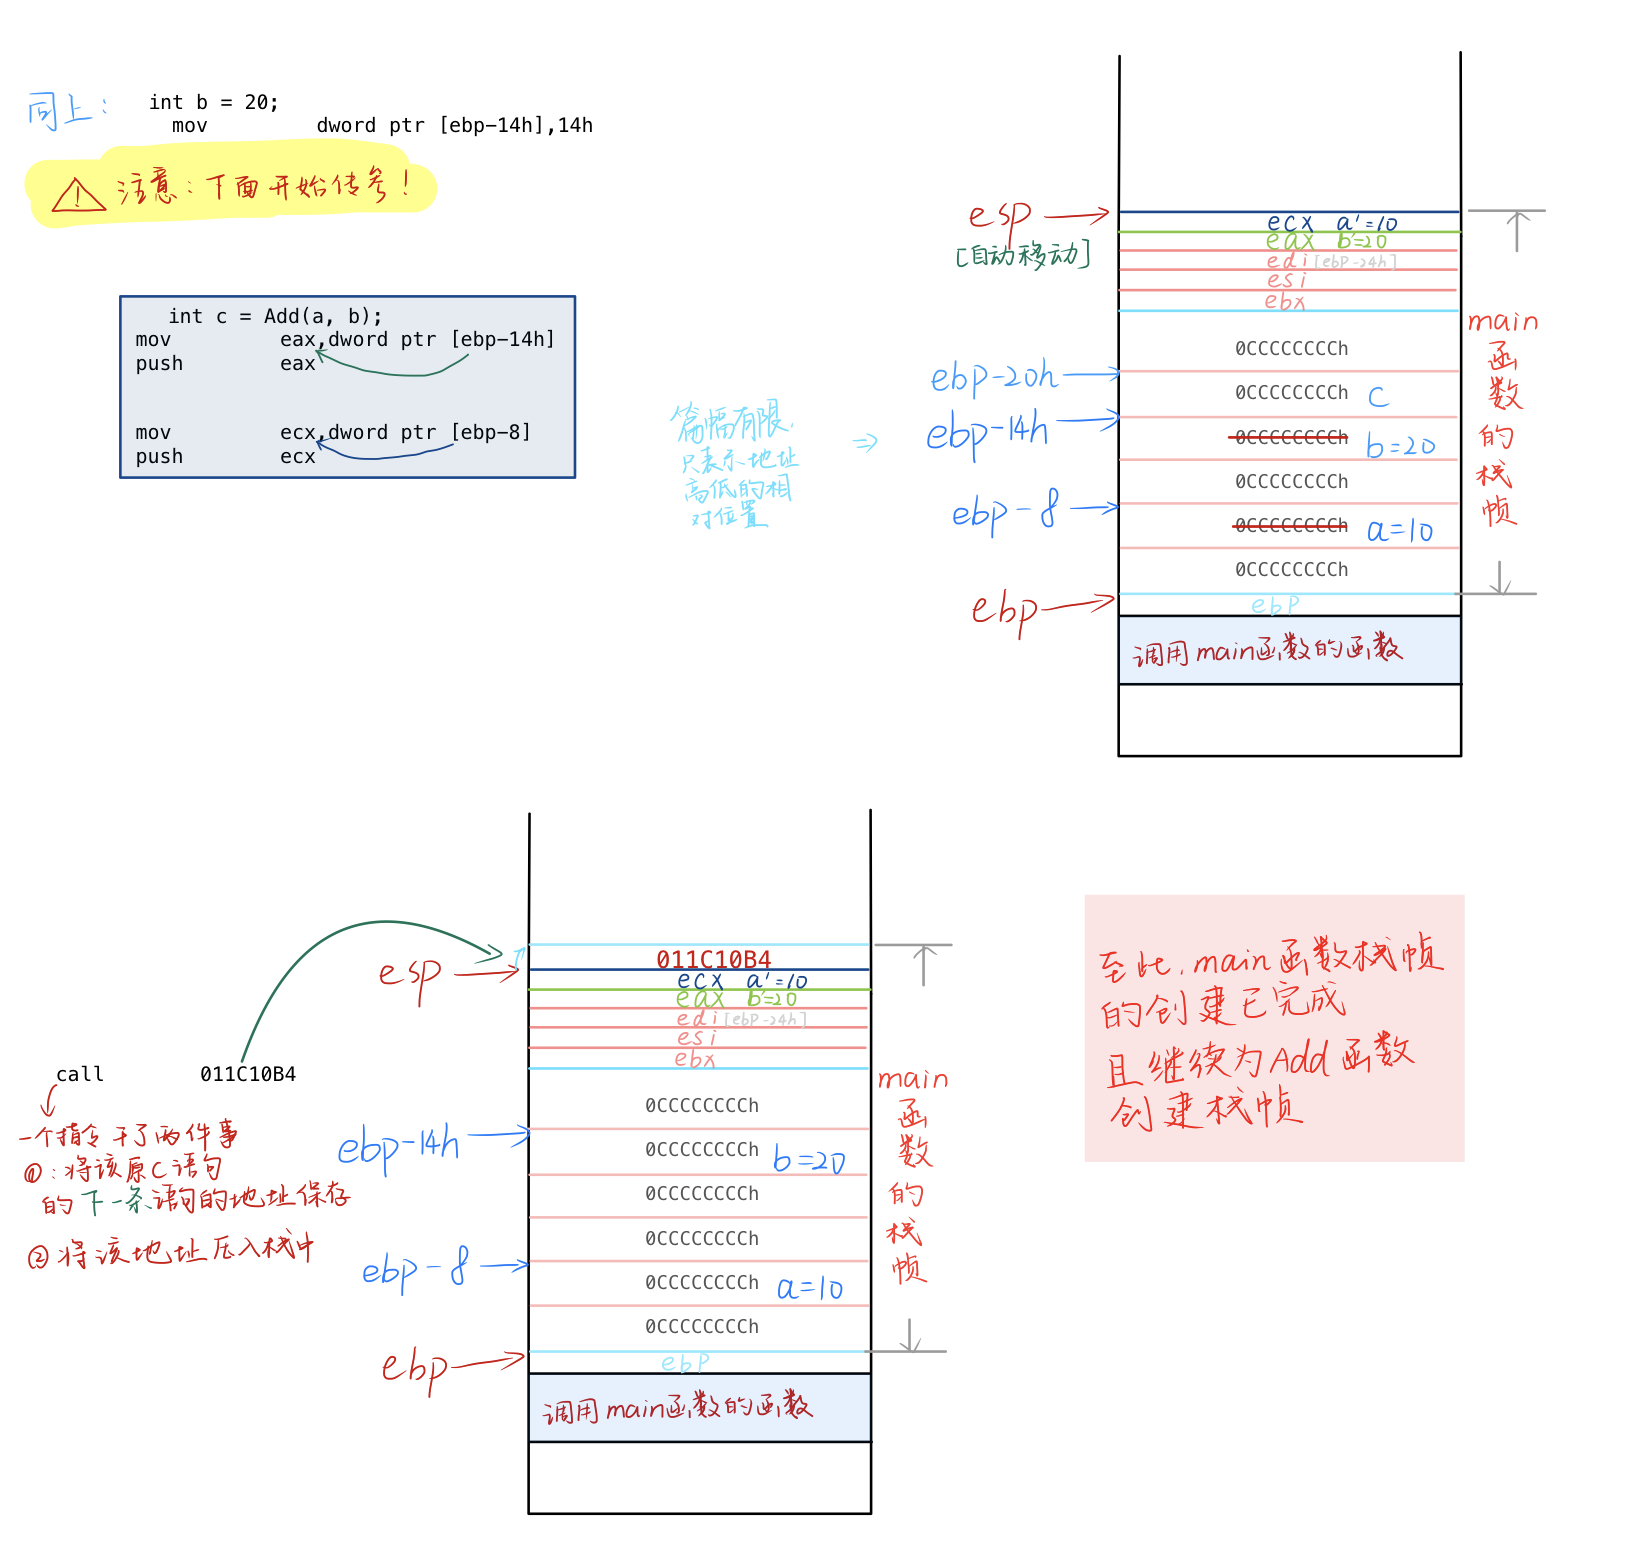 同上：
int b = 20;
mov dword ptr [ebp-14h],14h
! 注意：下面开始传参！
int c = Add(a, b);
mov eax,dword ptr [ebp-14h]
push eax
mov ecx,dword ptr [ebp-8]
push ecx
篇幅有限,
只表示地址
高低的相
对位置
⇒
esp
[自动移动]
ebp-20h
ebp-14h
ebp-8
ebp
ecx a'=10
eax b'=20
edi [ebp-24h]
esi
ebx
0CCCCCCCCh
0CCCCCCCCh c
0CCCCCCCCh b=20
0CCCCCCCCh
0CCCCCCCCh a=10
0CCCCCCCCh
ebp
调用main函数的函数
main
函
数
的
栈
帧
call 011C10B4
一个指令干了两件事
①：将该原C语句
的下一条语句的地址保存
②将该地址压入栈中
esp
ebp-14h
ebp-8
ebp
011C10B4
ecx a'=10
eax b'=20
edi [ebp-24h]
esi
ebx
0CCCCCCCCh
0CCCCCCCCh b=20
0CCCCCCCCh
0CCCCCCCCh
0CCCCCCCCh a=10
0CCCCCCCCh
ebp
调用main函数的函数
main
函
数
的
栈
帧
至此,main函数栈帧
的创建已完成
且继续为Add函数
创建栈帧